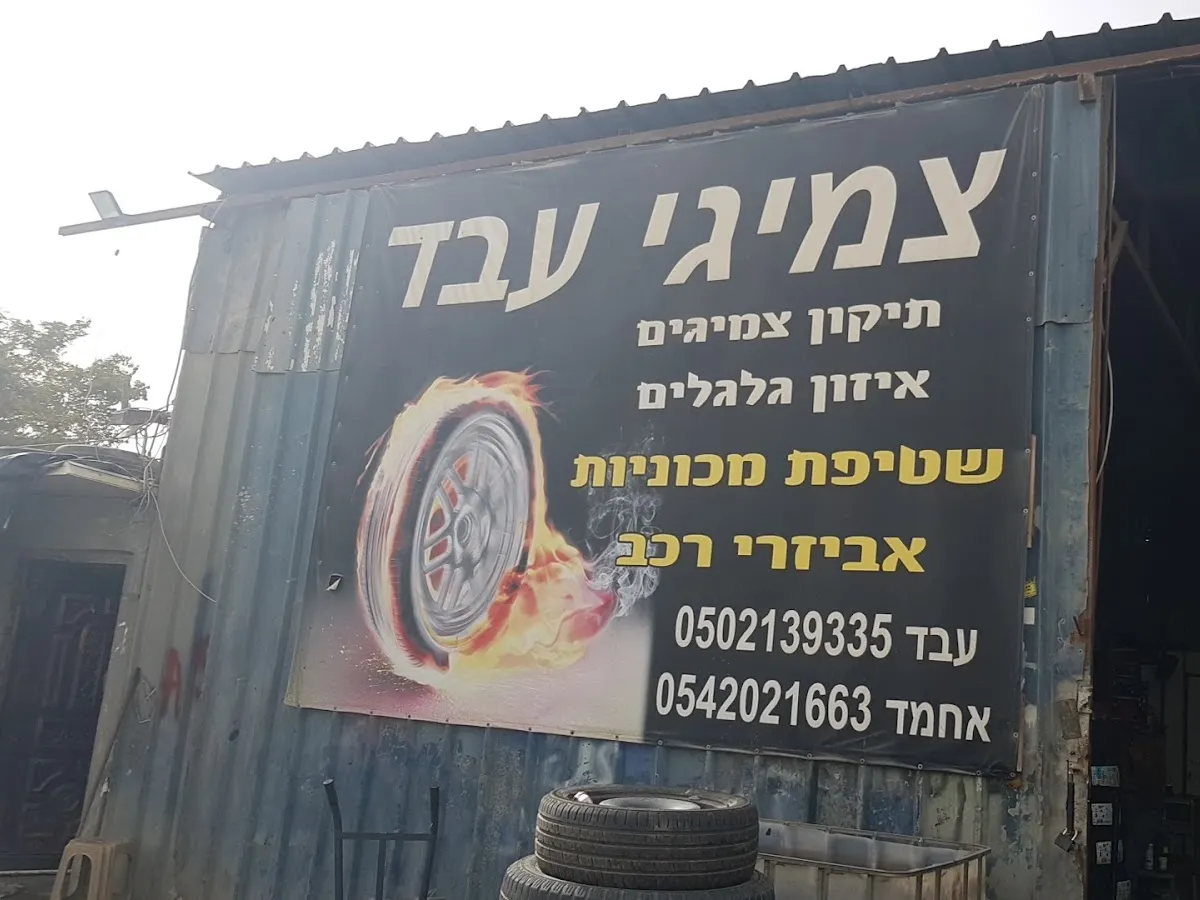 צמיגי עבד
תיקון צמיגים
איזון גלגלים
שטיפת מכוניות
אביזרי רכב
עבד 0502139335
אחמד 0542021663